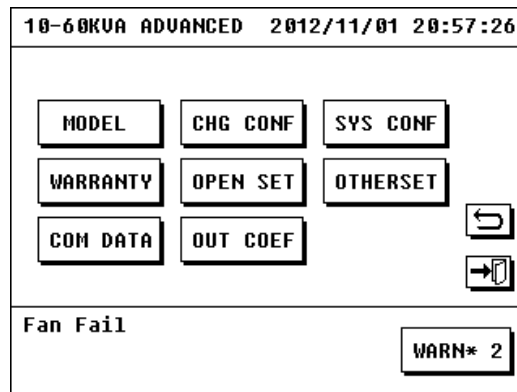 10-60KVA ADVANCED 2012/11/01 20:57:26
MODEL CHG CONF SYS CONF
WARRANTY OPEN SET OTHERSET
COM DATA OUT COEF
Fan Fail
WARN* 2